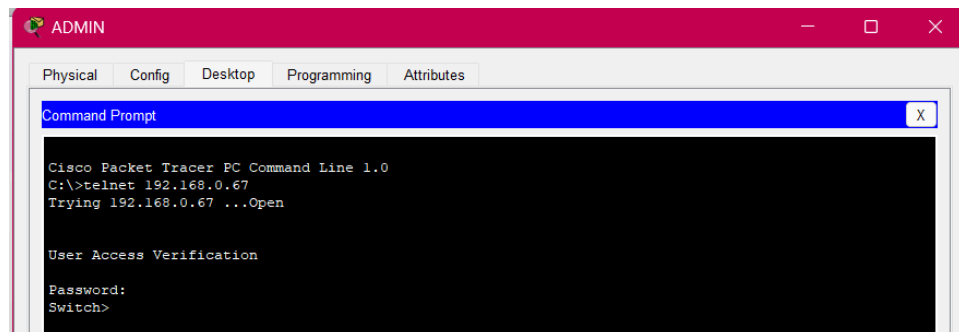 ADMIN
Physical Config Desktop Programming Attributes
Command Prompt
X
Cisco Packet Tracer PC Command Line 1.0
C:\>telnet 192.168.0.67
Trying 192.168.0.67 ...Open
User Access Verification
Password:
Switch>